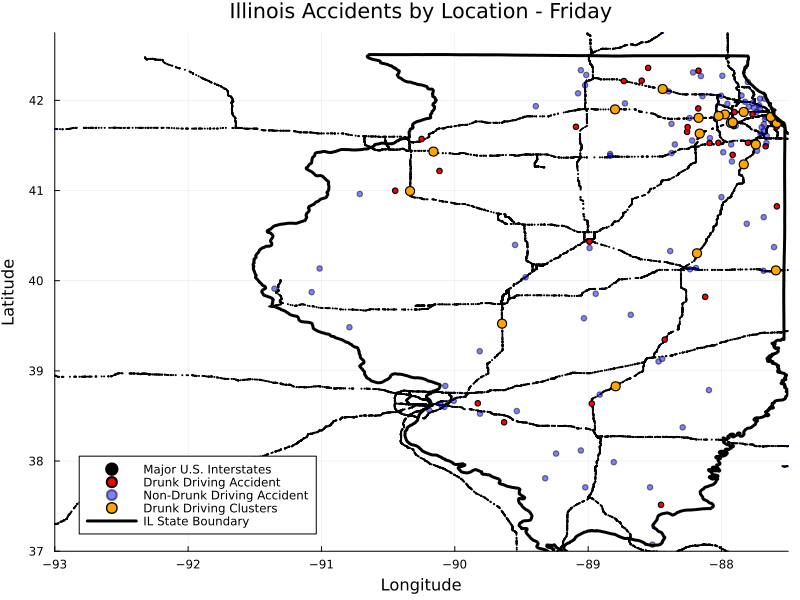 Illinois Accidents by Location - Friday
Latitude
42
41
40
39
38
37
Major U.S. Interstates
Drunk Driving Accident
Non-Drunk Driving Accident
Drunk Driving Clusters
IL State Boundary
−93
−92
−91
−90
−89
−88
Longitude